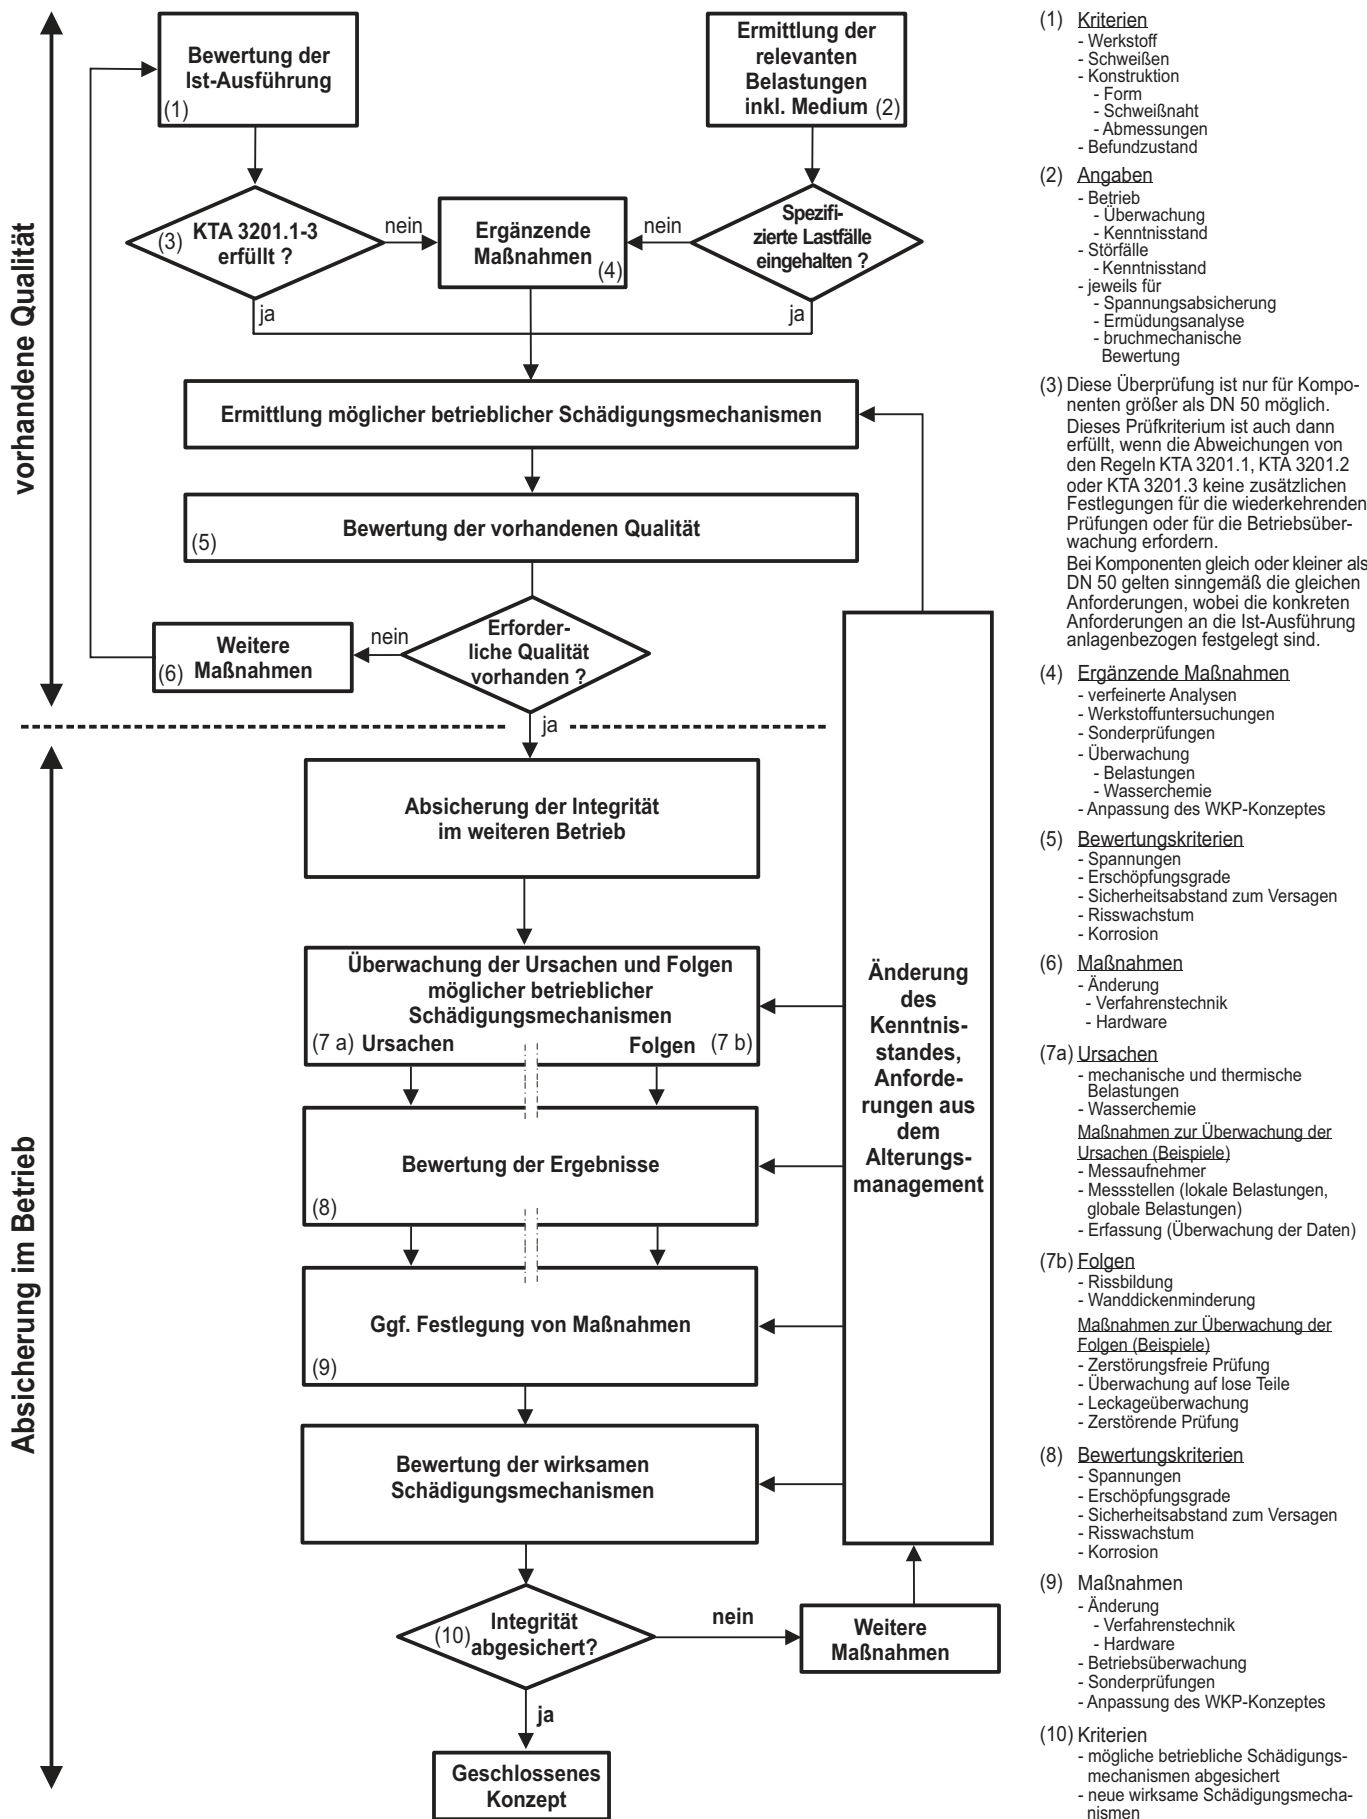 vorhandene Qualität
Absicherung im Betrieb
Bewertung der
Ist-Ausführung
(1)
Ermittlung der
relevanten
Belastungen
inkl. Medium (2)
(3) KTA 3201.1-3
erfüllt ?
nein
Ergänzende
Maßnahmen
(4)
nein
Spezifi-
zierte Lastfälle
eingehalten ?
ja
ja
Ermittlung möglicher betrieblicher Schädigungsmechanismen
Bewertung der vorhandenen Qualität
(5)
Weitere
Maßnahmen
(6)
nein
Erforder-
liche Qualität
vorhanden ?
ja
Absicherung der Integrität
im weiteren Betrieb
Überwachung der Ursachen und Folgen
möglicher betrieblicher
Schädigungsmechanismen
(7 a) Ursachen
Folgen (7 b)
Bewertung der Ergebnisse
(8)
Ggf. Festlegung von Maßnahmen
(9)
Bewertung der wirksamen
Schädigungsmechanismen
Änderung
des
Kenntnis-
standes,
Anforde-
rungen aus
dem
Alterungs-
management
(10) Integrität
abgesichert?
nein
Weitere
Maßnahmen
ja
Geschlossenes
Konzept
(1) Kriterien
- Werkstoff
- Schweißen
- Konstruktion
- Form
- Schweißnaht
- Abmessungen
- Befundzustand
(2) Angaben
- Betrieb
- Überwachung
- Kenntnisstand
- Störfälle
- Kenntnisstand
- jeweils für
- Spannungsabsicherung
- Ermüdungsanalyse
- bruchmechanische
Bewertung
(3) Diese Überprüfung ist nur für Kompo-
nenten größer als DN 50 möglich.
Dieses Prüfkriterium ist auch dann
erfüllt, wenn die Abweichungen von
den Regeln KTA 3201.1, KTA 3201.2
oder KTA 3201.3 keine zusätzlichen
Festlegungen für die wiederkehrenden
Prüfungen oder für die Betriebsüber-
wachung erfordern.
Bei Komponenten gleich oder kleiner als
DN 50 gelten sinngemäß die gleichen
Anforderungen, wobei die konkreten
Anforderungen an die Ist-Ausführung
anlagenbezogen festgelegt sind.
(4) Ergänzende Maßnahmen
- verfeinerte Analysen
- Werkstoffuntersuchungen
- Sonderprüfungen
- Überwachung
- Belastungen
- Wasserchemie
- Anpassung des WKP-Konzeptes
(5) Bewertungskriterien
- Spannungen
- Erschöpfungsgrade
- Sicherheitsabstand zum Versagen
- Risswachstum
- Korrosion
(6) Maßnahmen
- Änderung
- Verfahrenstechnik
- Hardware
(7a) Ursachen
- mechanische und thermische
Belastungen
- Wasserchemie
Maßnahmen zur Überwachung der
Ursachen (Beispiele)
- Messaufnehmer
- Messstellen (lokale Belastungen,
globale Belastungen)
- Erfassung (Überwachung der Daten)
(7b) Folgen
- Rissbildung
- Wanddickenminderung
Maßnahmen zur Überwachung der
Folgen (Beispiele)
- Zerstörungsfreie Prüfung
- Überwachung auf lose Teile
- Leckageüberwachung
- Zerstörende Prüfung
(8) Bewertungskriterien
- Spannungen
- Erschöpfungsgrade
- Sicherheitsabstand zum Versagen
- Risswachstum
- Korrosion
(9) Maßnahmen
- Änderung
- Verfahrenstechnik
- Hardware
- Betriebsüberwachung
- Sonderprüfungen
- Anpassung des WKP-Konzeptes
(10) Kriterien
- mögliche betriebliche Schädigungs-
mechanismen abgesichert
- neue wirksame Schädigungsmecha-
nismen